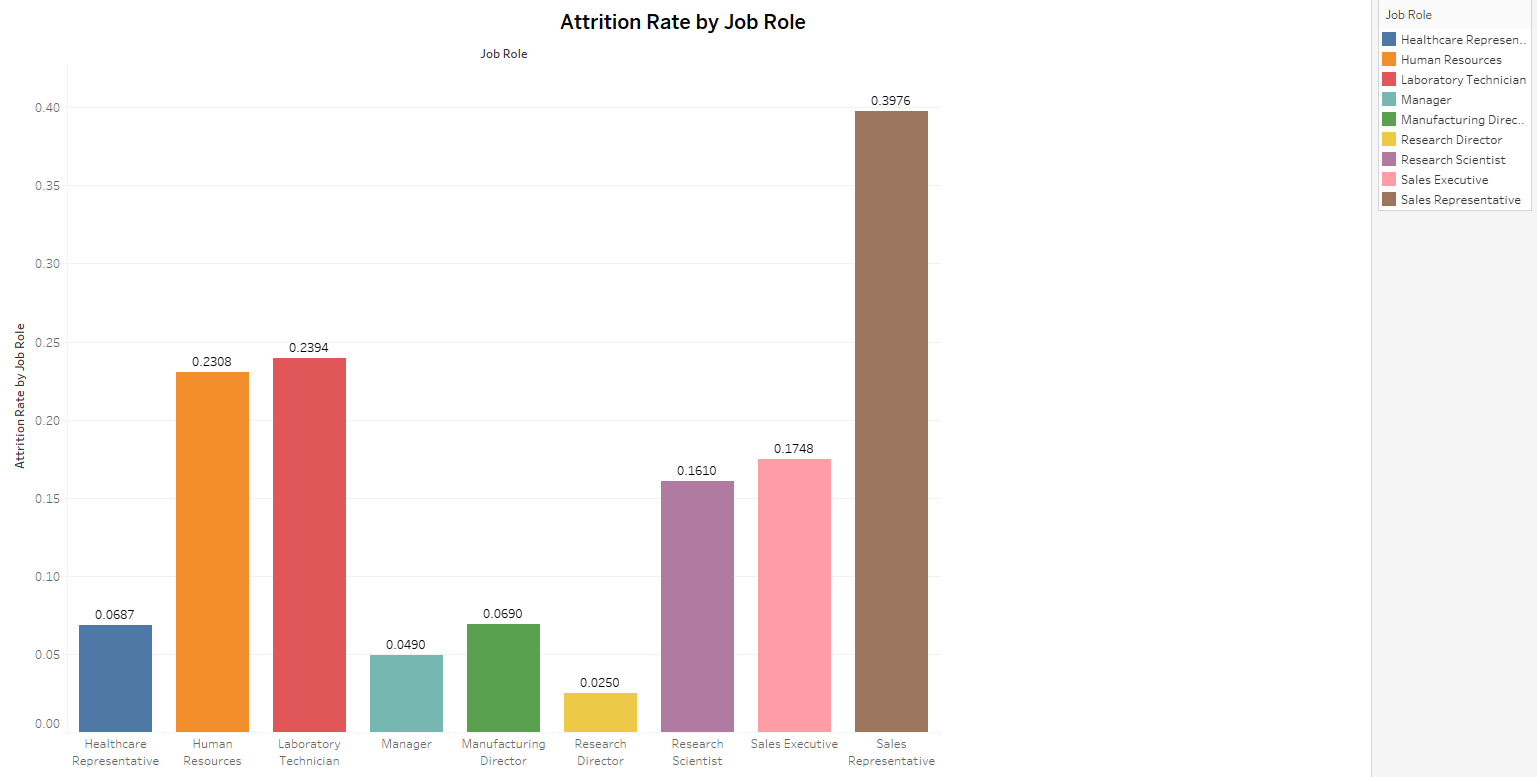 Attrition Rate by Job Role
Job Role
Attrition Rate by Job Role
0.40
0.35
0.30
0.25
0.20
0.15
0.10
0.05
0.00
0.0687
0.2308
0.2394
0.0490
0.0690
0.0250
0.1610
0.1748
0.3976
Healthcare
Representative
Human
Resources
Laboratory
Technician
Manager
Manufacturing
Director
Research
Director
Research
Scientist
Sales Executive
Sales
Representative
Job Role
Healthcare Represen..
Human Resources
Laboratory Technician
Manager
Manufacturing Direc..
Research Director
Research Scientist
Sales Executive
Sales Representative